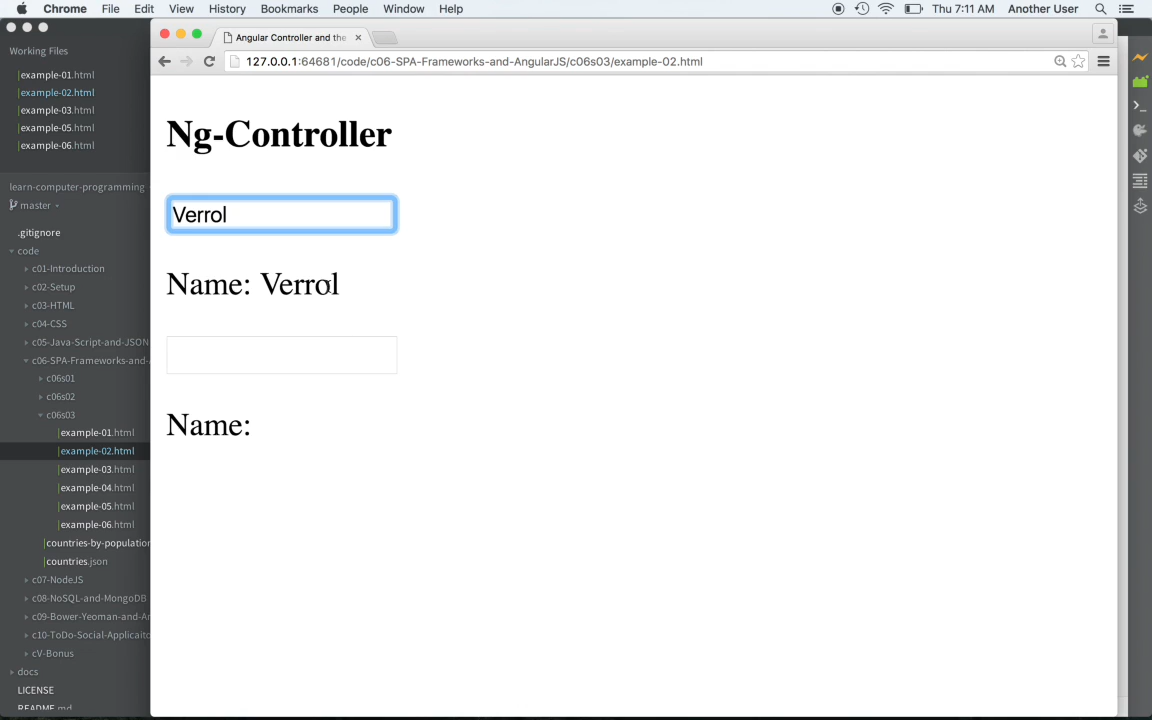 Chrome File Edit View History Bookmarks People Window Help Thu 7:11 AM Another User
Angular Controller and the
127.0.0.1:64681/code/c06-SPA-Frameworks-and-AngularJS/c06s03/example-02.html
Working Files
example-01.html
example-02.html
example-03.html
example-05.html
example-06.html
learn-computer-programming
master
.gitignore
code
c01-Introduction
c02-Setup
c03-HTML
c04-CSS
c05-Java-Script-and-JSON
c06-SPA-Frameworks-and-
c06s01
c06s02
c06s03
example-01.html
example-02.html
example-03.html
example-04.html
example-05.html
example-06.html
countries-by-population
countries.json
c07-NodeJS
c08-NoSQL-and-MongoDB
c09-Bower-Yeoman-and-
c10-ToDo-Social-Applicaito
cV-Bonus
docs
LICENSE
README.md
Ng-Controller
Verrol
Name: Verrol
Name: